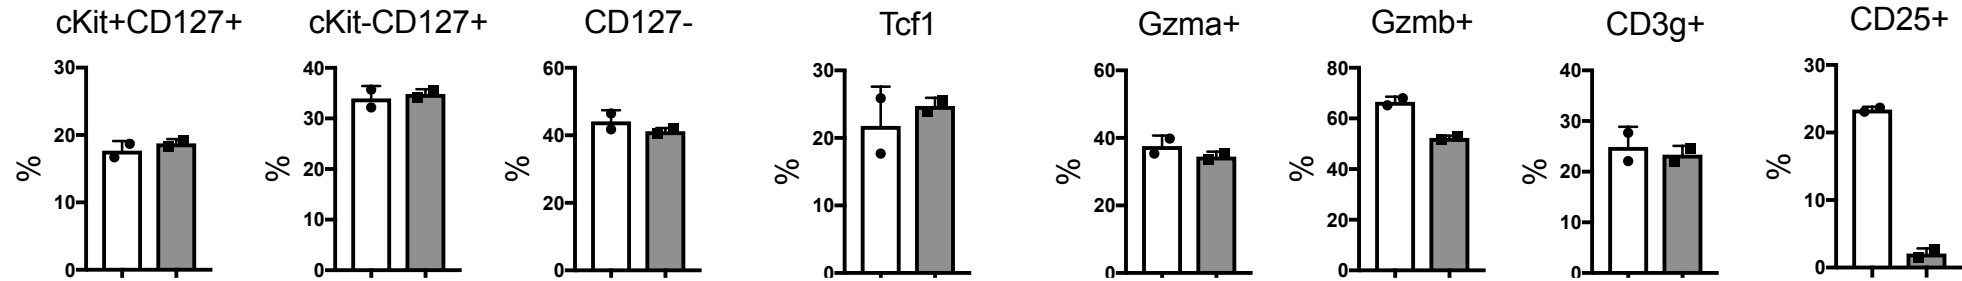 cKit+CD127+ cKit-CD127+ CD127- Tcf1 Gzma+ Gzmb+ CD3g+ CD25+
30 40 60 30 60 80 40 30
30 60 30
20 40 20 40 20 20
% % % % % % % %
20 40
10 20 10 20 10 10
10 20
0 0 0 0 0 0 0 0